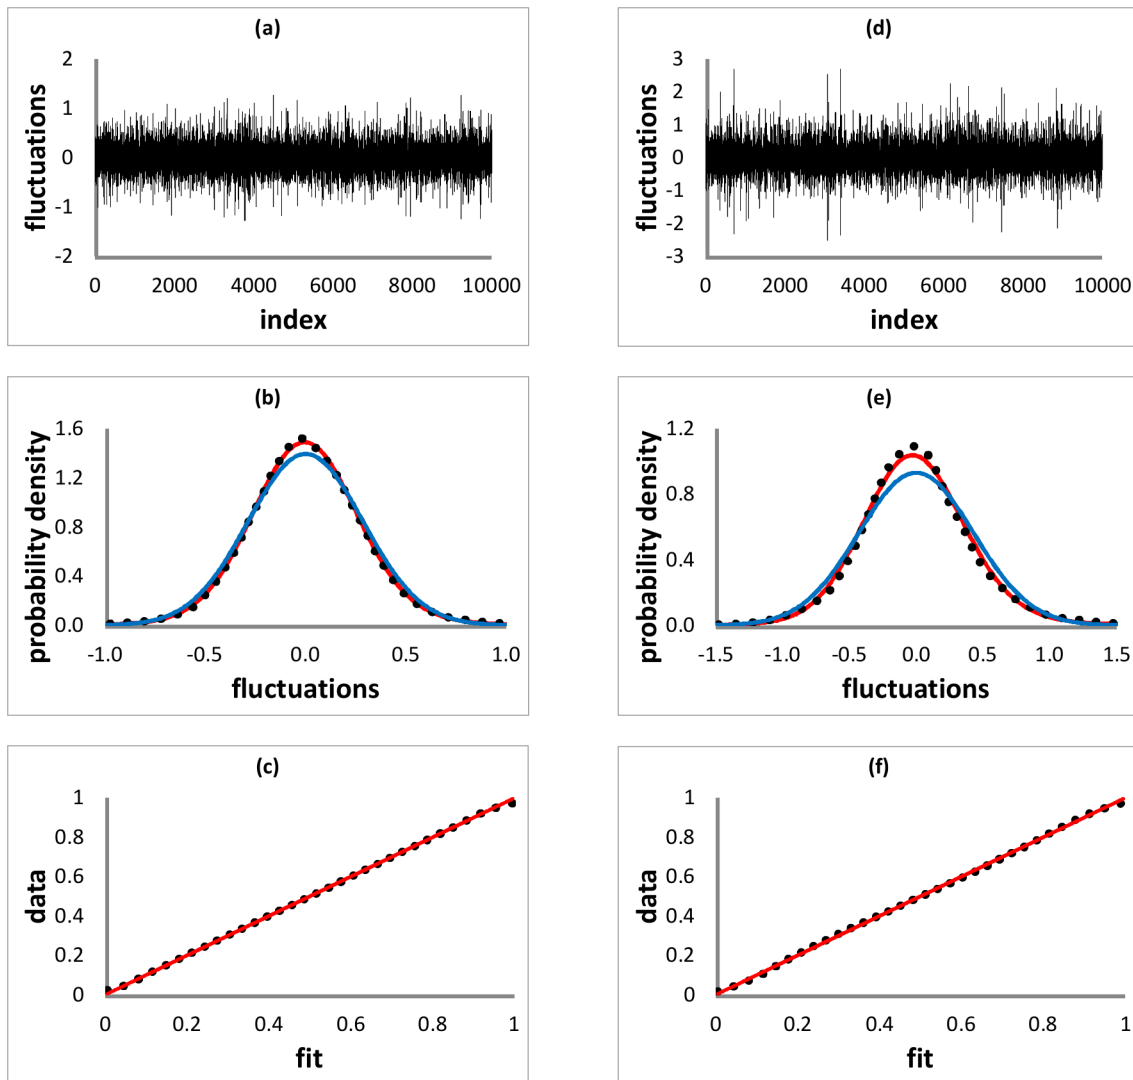 (a)
2
1
0
-1
-2
fluctuations
0 2000 4000 6000 8000 10000
index
(d)
3
2
1
0
-1
-2
-3
fluctuations
0 2000 4000 6000 8000 10000
index
(b)
1.6
1.2
0.8
0.4
0.0
probability density
-1.0 -0.5 0.0 0.5 1.0
fluctuations
(e)
1.2
0.8
0.4
0.0
probability density
-1.5 -1.0 -0.5 0.0 0.5 1.0 1.5
fluctuations
(c)
1
0.8
0.6
0.4
0.2
0
data
0 0.2 0.4 0.6 0.8 1
fit
(f)
1
0.8
0.6
0.4
0.2
0
data
0 0.2 0.4 0.6 0.8 1
fit